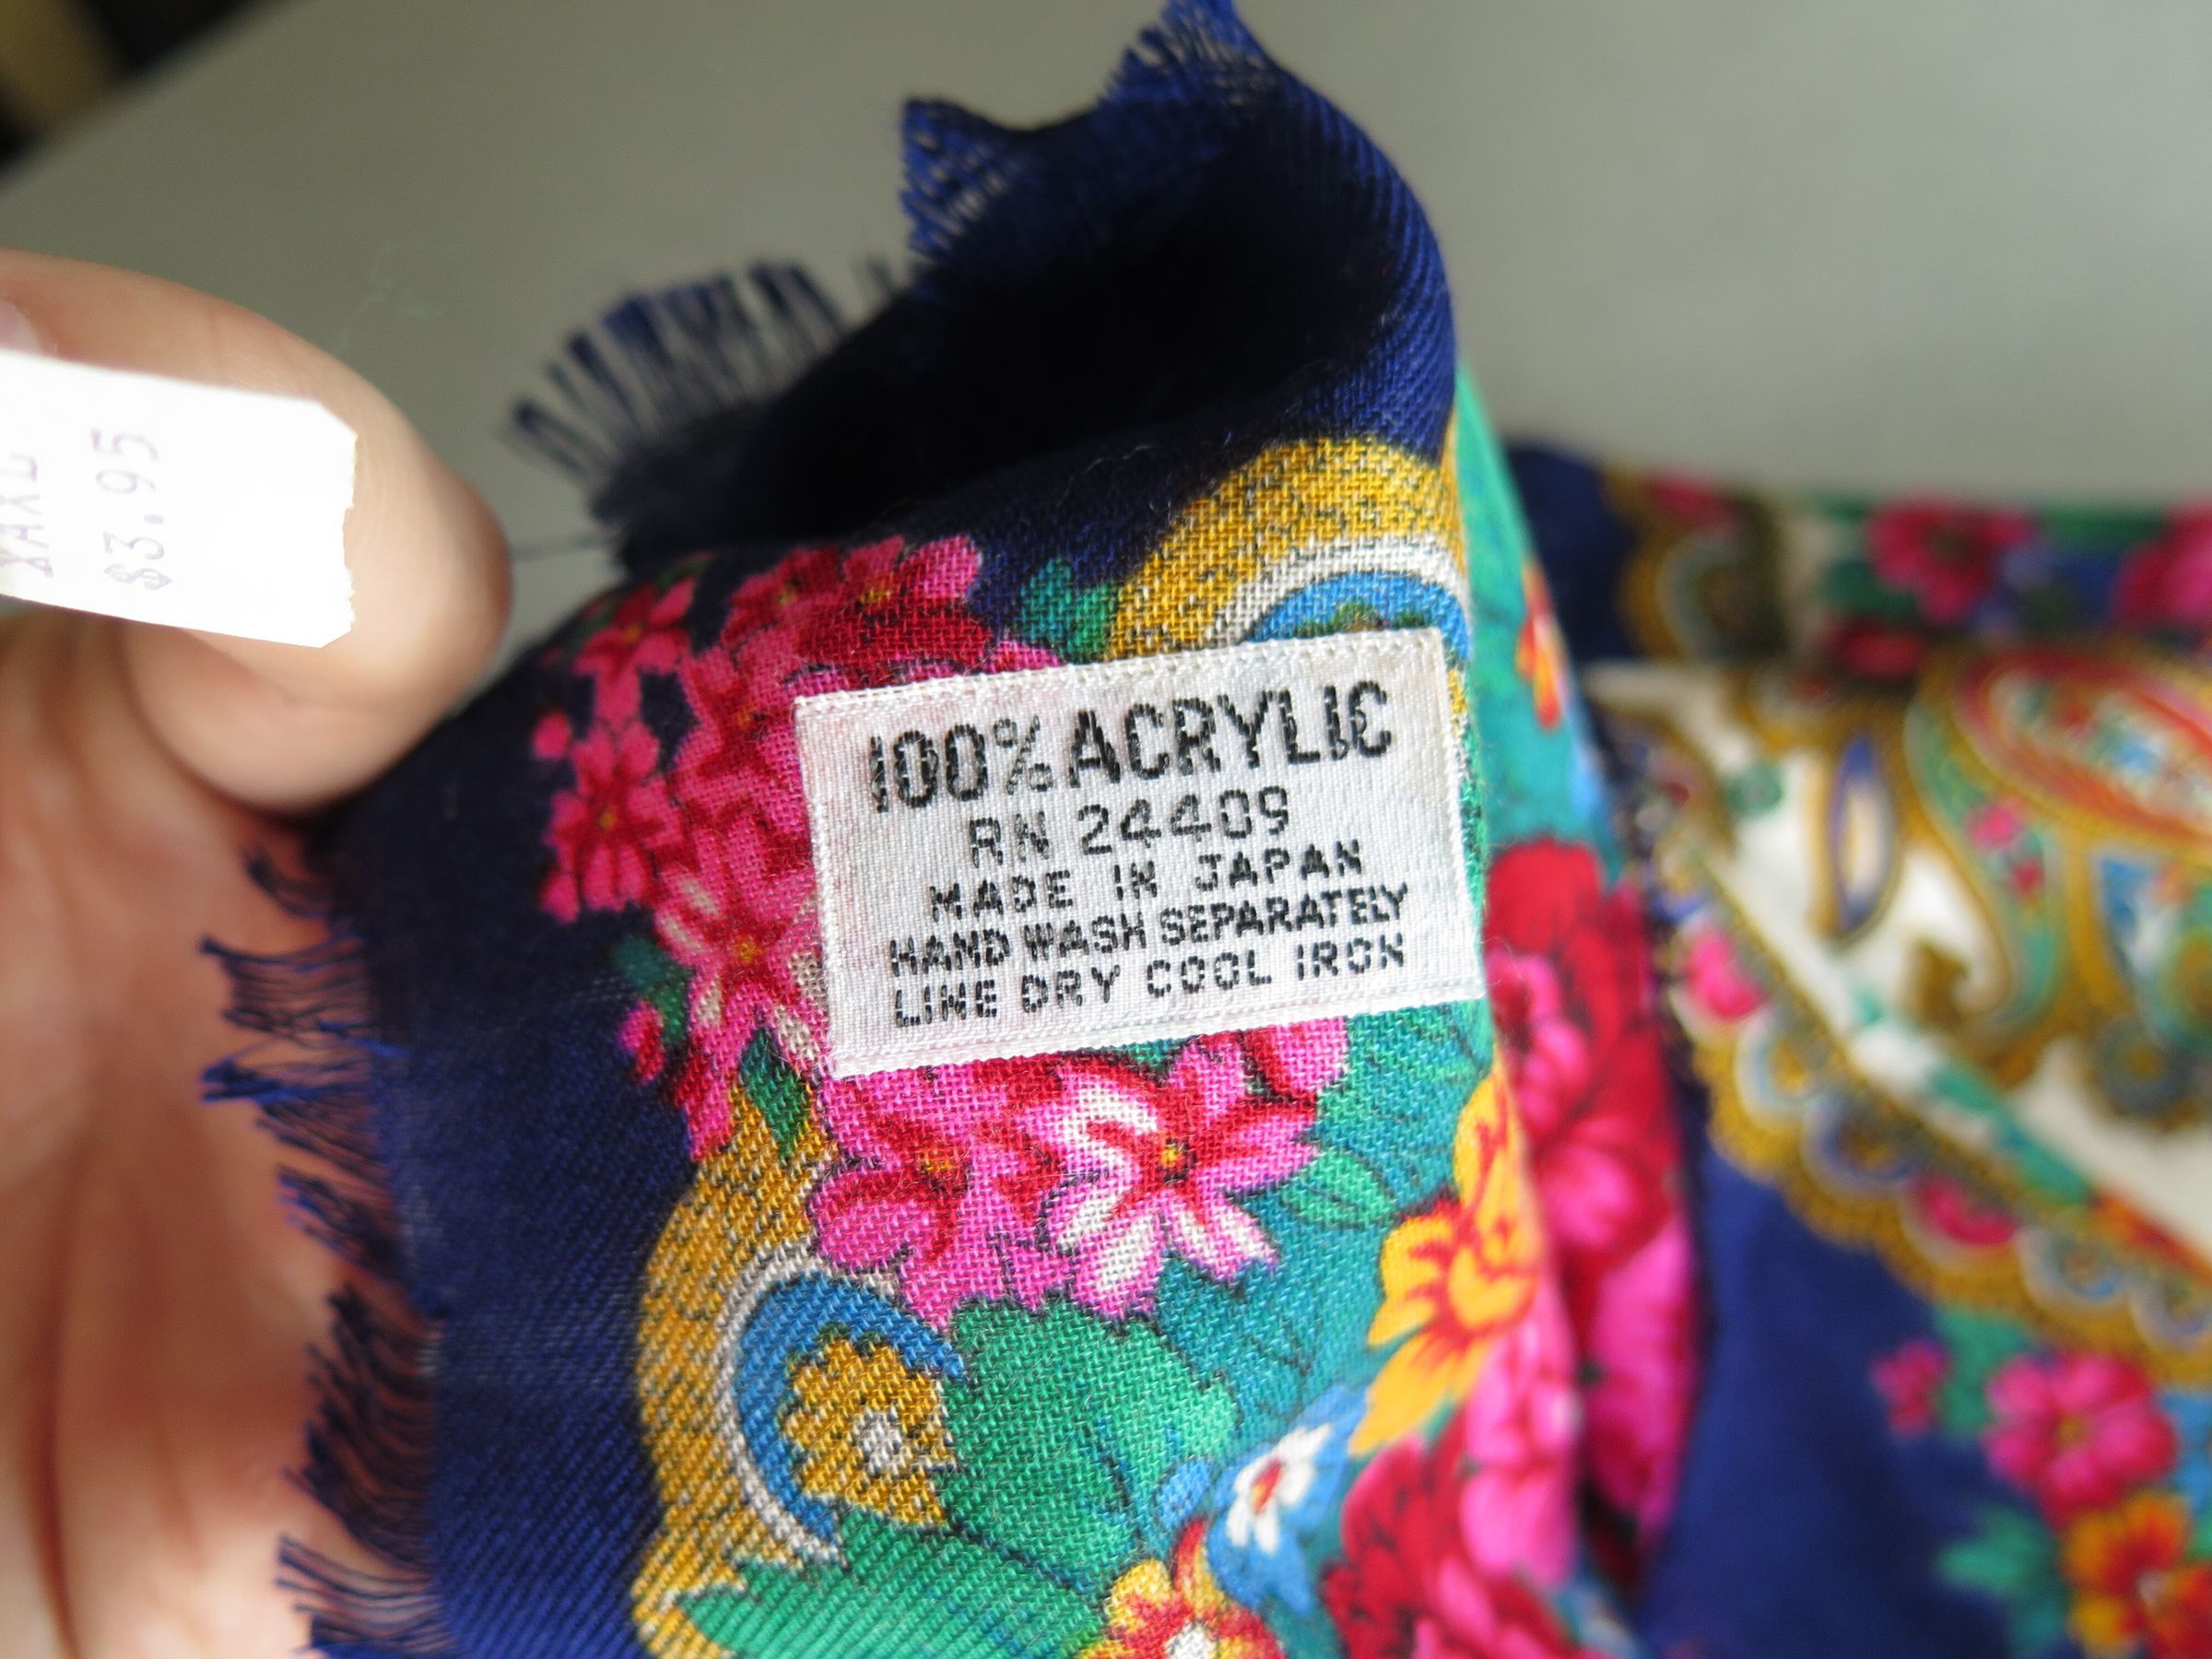 $3.95
100% ACRYLIC
RN 24409
MADE IN JAPAN
HAND WASH SEPARATELY
LINE DRY COOL IRON